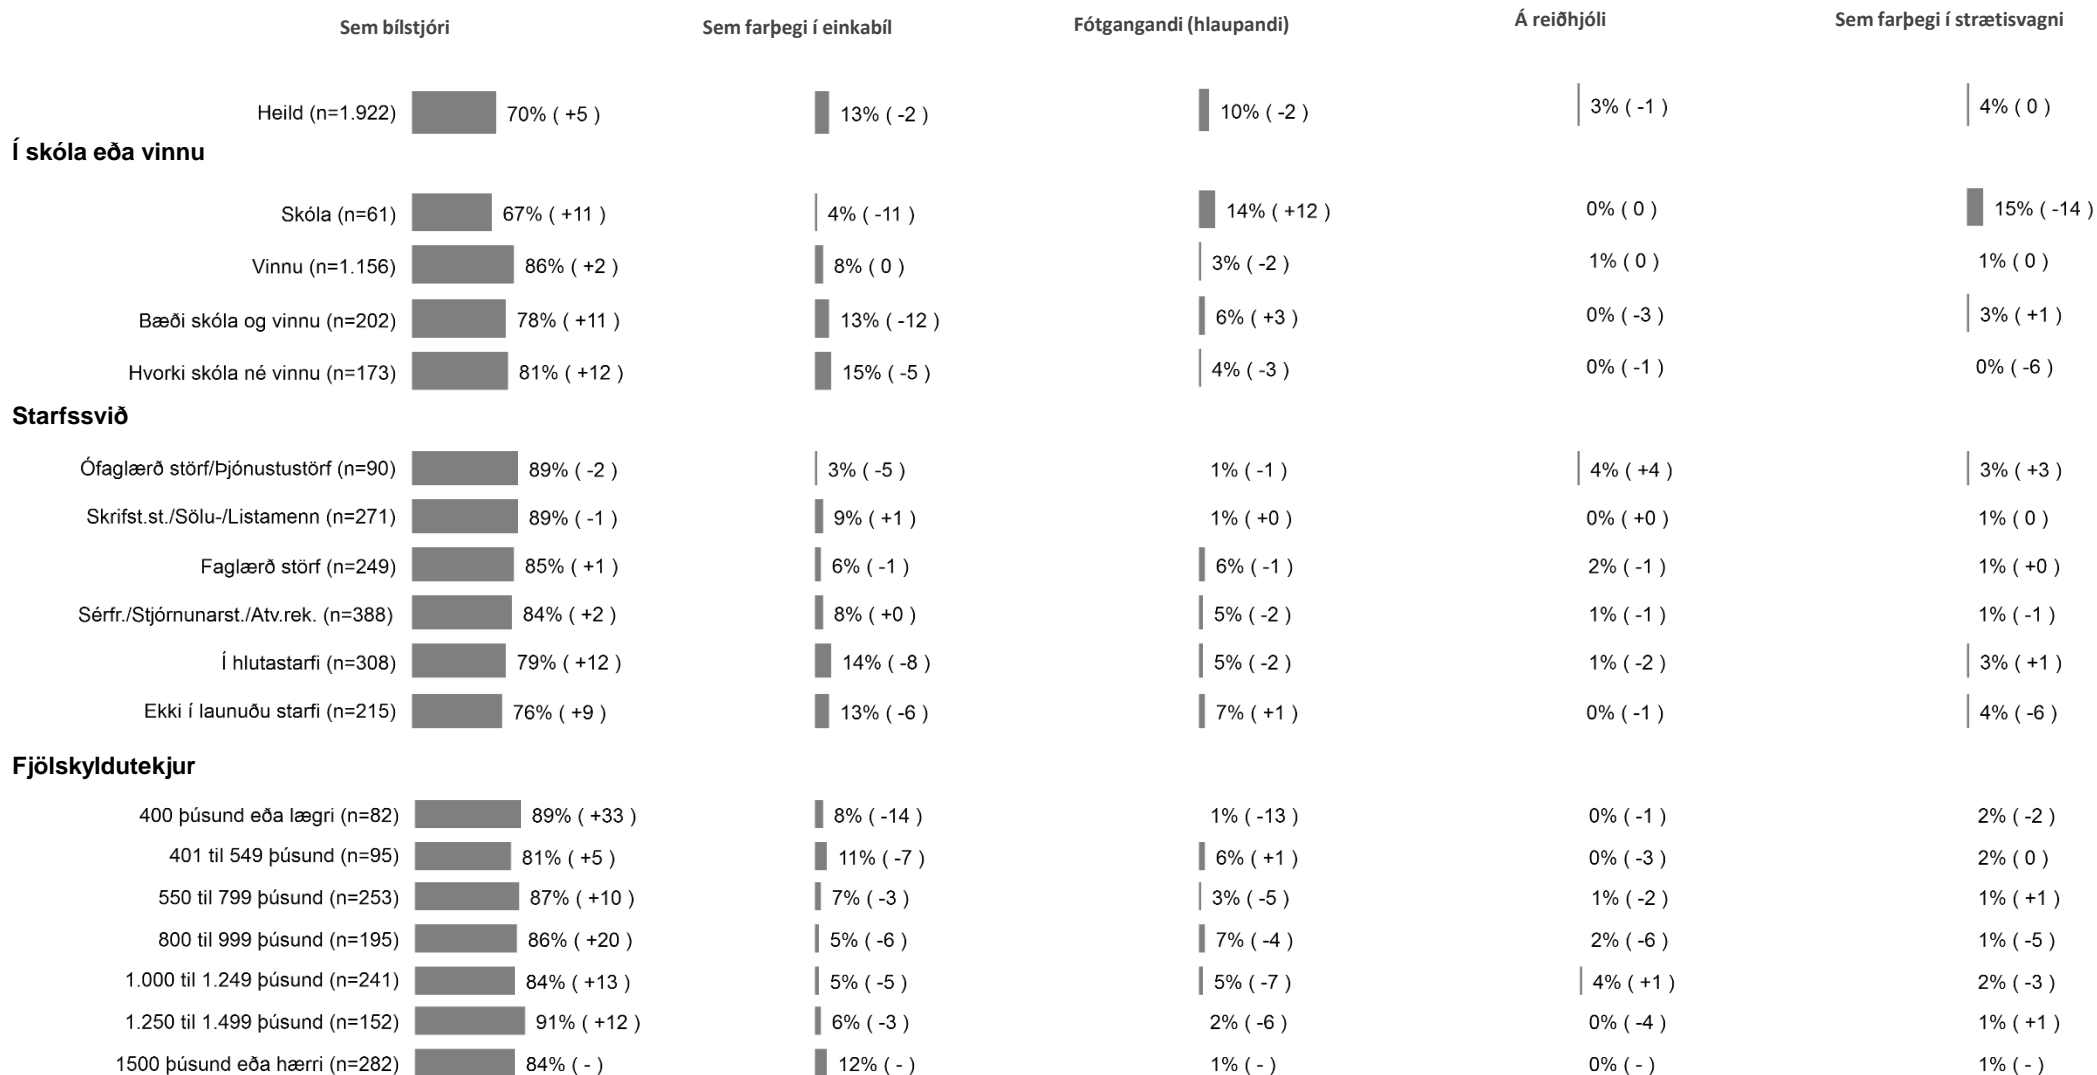 Sem bílstjóri Sem farþegi í einkabíl Fótgangandi (hlaupandi) Á reiðhjóli Sem farþegi í strætisvagni
Heild (n=1.922) 70% ( +5 ) 13% ( -2 ) 10% ( -2 ) 3% ( -1 ) 4% ( 0 )
Í skóla eða vinnu
Skóla (n=61) 67% ( +11 ) 4% ( -11 ) 14% ( +12 ) 0% ( 0 ) 15% ( -14 )
Vinnu (n=1.156) 86% ( +2 ) 8% ( 0 ) 3% ( -2 ) 1% ( 0 ) 1% ( 0 )
Bæði skóla og vinnu (n=202) 78% ( +11 ) 13% ( -12 ) 6% ( +3 ) 0% ( -3 ) 3% ( +1 )
Hvorki skóla né vinnu (n=173) 81% ( +12 ) 15% ( -5 ) 4% ( -3 ) 0% ( -1 ) 0% ( -6 )
Starfssvið
Ófaglærð störf/Þjónustustörf (n=90) 89% ( -2 ) 3% ( -5 ) 1% ( -1 ) 4% ( +4 ) 3% ( +3 )
Skrifst.st./Sölu-/Listamenn (n=271) 89% ( -1 ) 9% ( +1 ) 1% ( +0 ) 0% ( +0 ) 1% ( 0 )
Faglærð störf (n=249) 85% ( +1 ) 6% ( -1 ) 6% ( -1 ) 2% ( -1 ) 1% ( +0 )
Sérfr./Stjórnunarst./Atv.rek. (n=388) 84% ( +2 ) 8% ( +0 ) 5% ( -2 ) 1% ( -1 ) 1% ( -1 )
Í hlutastarfi (n=308) 79% ( +12 ) 14% ( -8 ) 5% ( -2 ) 1% ( -2 ) 3% ( +1 )
Ekki í launuðu starfi (n=215) 76% ( +9 ) 13% ( -6 ) 7% ( +1 ) 0% ( -1 ) 4% ( -6 )
Fjölskyldutekjur
400 þúsund eða lægri (n=82) 89% ( +33 ) 8% ( -14 ) 1% ( -13 ) 0% ( -1 ) 2% ( -2 )
401 til 549 þúsund (n=95) 81% ( +5 ) 11% ( -7 ) 6% ( +1 ) 0% ( -3 ) 2% ( 0 )
550 til 799 þúsund (n=253) 87% ( +10 ) 7% ( -3 ) 3% ( -5 ) 1% ( -2 ) 1% ( +1 )
800 til 999 þúsund (n=195) 86% ( +20 ) 5% ( -6 ) 7% ( -4 ) 2% ( -6 ) 1% ( -5 )
1.000 til 1.249 þúsund (n=241) 84% ( +13 ) 5% ( -5 ) 5% ( -7 ) 4% ( +1 ) 2% ( -3 )
1.250 til 1.499 þúsund (n=152) 91% ( +12 ) 6% ( -3 ) 2% ( -6 ) 0% ( -4 ) 1% ( +1 )
1500 þúsund eða hærri (n=282) 84% ( - ) 12% ( - ) 1% ( - ) 0% ( - ) 1% ( - )